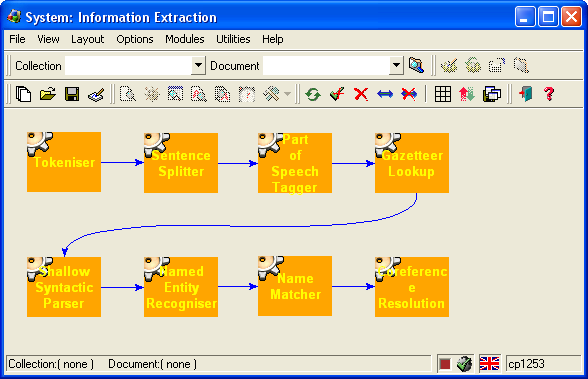 System: Information Extraction
File View Layout Options Modules Utilities Help
Collection Document
Tokeniser
Sentence
Splitter
Part
of
Speech
Tagger
Gazetteer
Lookup
Shallow
Syntactic
Parser
Named
Entity
Recogniser
Name
Matcher
Coreferenc
e
Resolution
Collection:( none ) Document:( none ) cp1253